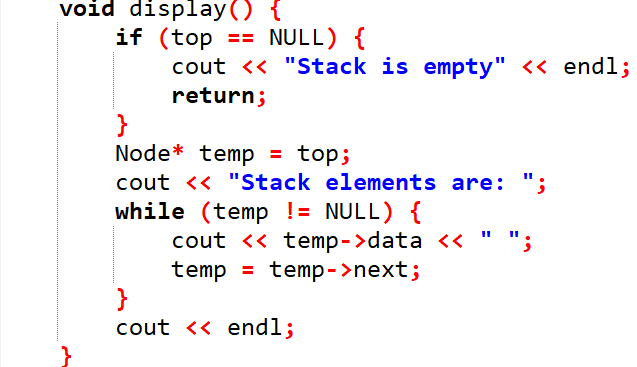 void display() {
if (top == NULL) {
cout << "Stack is empty" << endl;
return;
}
Node* temp = top;
cout << "Stack elements are: ";
while (temp != NULL) {
cout << temp->data << " ";
temp = temp->next;
}
cout << endl;
}